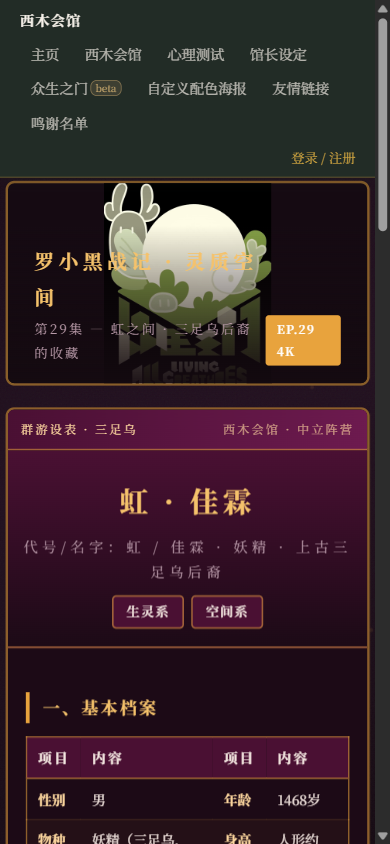 西木会馆
主页 西木会馆 心理测试 馆长设定
众生之门 beta 自定义配色海报 友情链接
鸣谢名单
登录 / 注册
罗小黑战记 · 灵质空
间
第29集 — 虹之间 · 三足乌后裔
的收藏
EP.29
4K
LIVING
CREATURES
群游设表 · 三足乌 西木会馆 · 中立阵营
虹 · 佳霖
代号/名字：虹 / 佳霖 · 妖精 · 上古三
足乌后裔
生灵系 空间系
一、基本档案
项目 内容 项目 内容
性别 男 年龄 1468岁
物种 妖精（三足乌、 身高 人形约